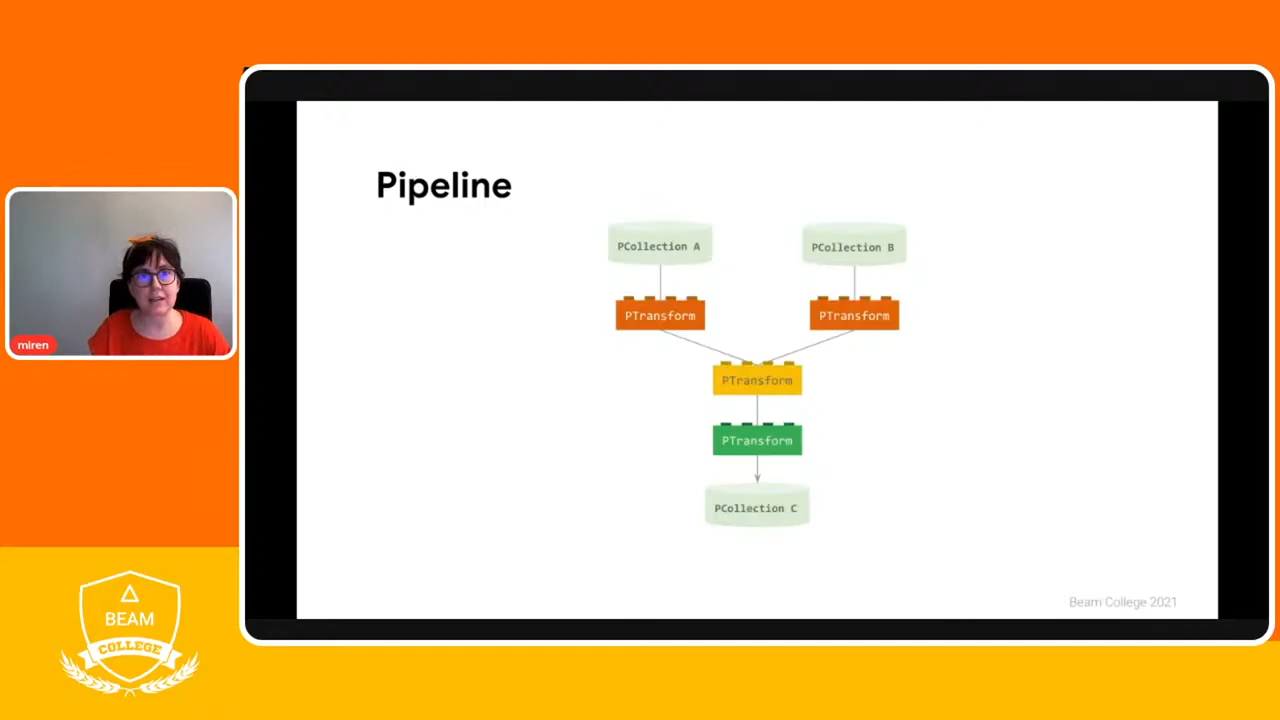 Pipeline
PCollection A
PCollection B
PTransform
PTransform
PTransform
PTransform
PCollection C
Beam College 2021
miren
BEAM
COLLEGE